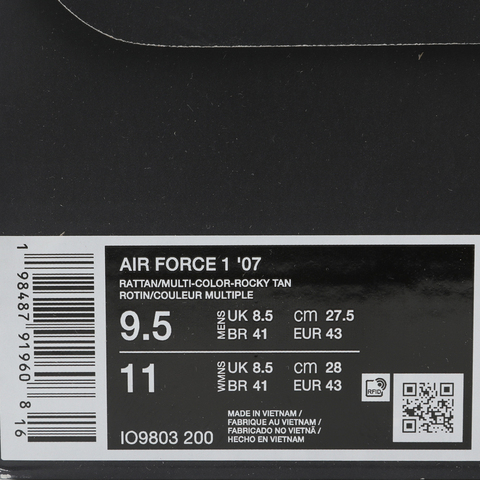 AIR FORCE 1 '07
RATTAN/MULTI-COLOR-ROCKY TAN
ROTIN/COULEUR MULTIPLE
9.5 MENS UK 8.5 cm 27.5
BR 41 EUR 43
11 WMNS UK 8.5 cm 28
BR 41 EUR 43
RFID
MADE IN VIETNAM /
FABRIQUE AU VIETNAM /
FABRICADO NO VIETNÃ /
HECHO EN VIETNAM
IO9803 200
1 98487 91960 8 16